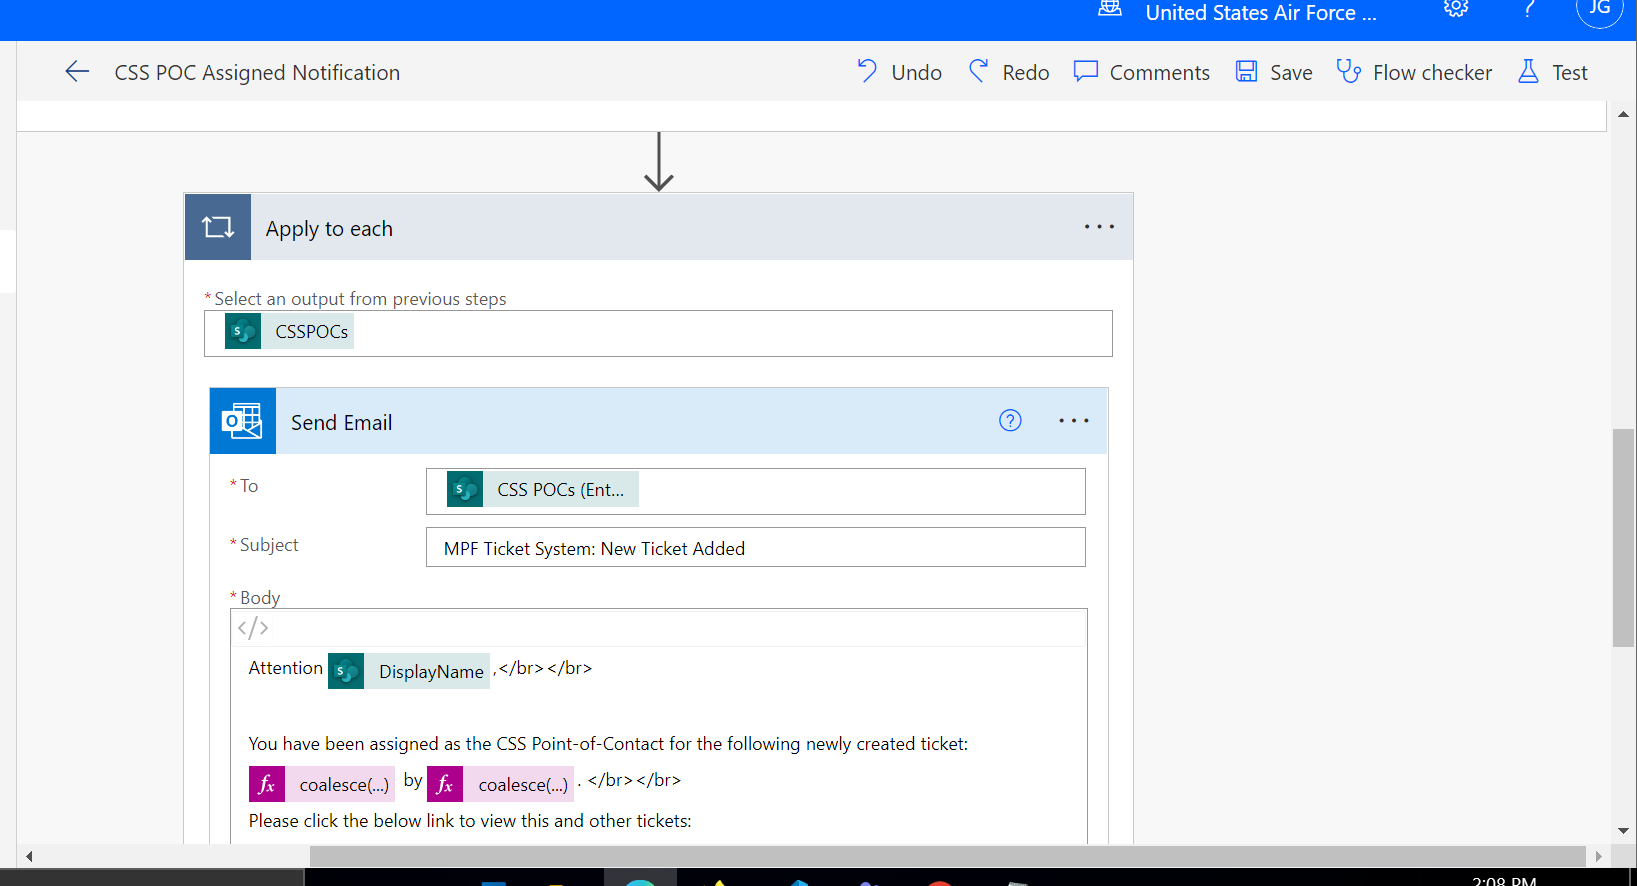 United States Air Force ...
?
JG
CSS POC Assigned Notification
Undo
Redo
Comments
Save
Flow checker
Test
Apply to each
...
* Select an output from previous steps
S CSSPOCs
O Send Email
?
...
* To
S CSS POCs (Ent...
* Subject
MPF Ticket System: New Ticket Added
* Body
</>
Attention S DisplayName ,</br></br>
You have been assigned as the CSS Point-of-Contact for the following newly created ticket:
fx coalesce(...) by fx coalesce(...) . </br></br>
Please click the below link to view this and other tickets:
2:08 PM